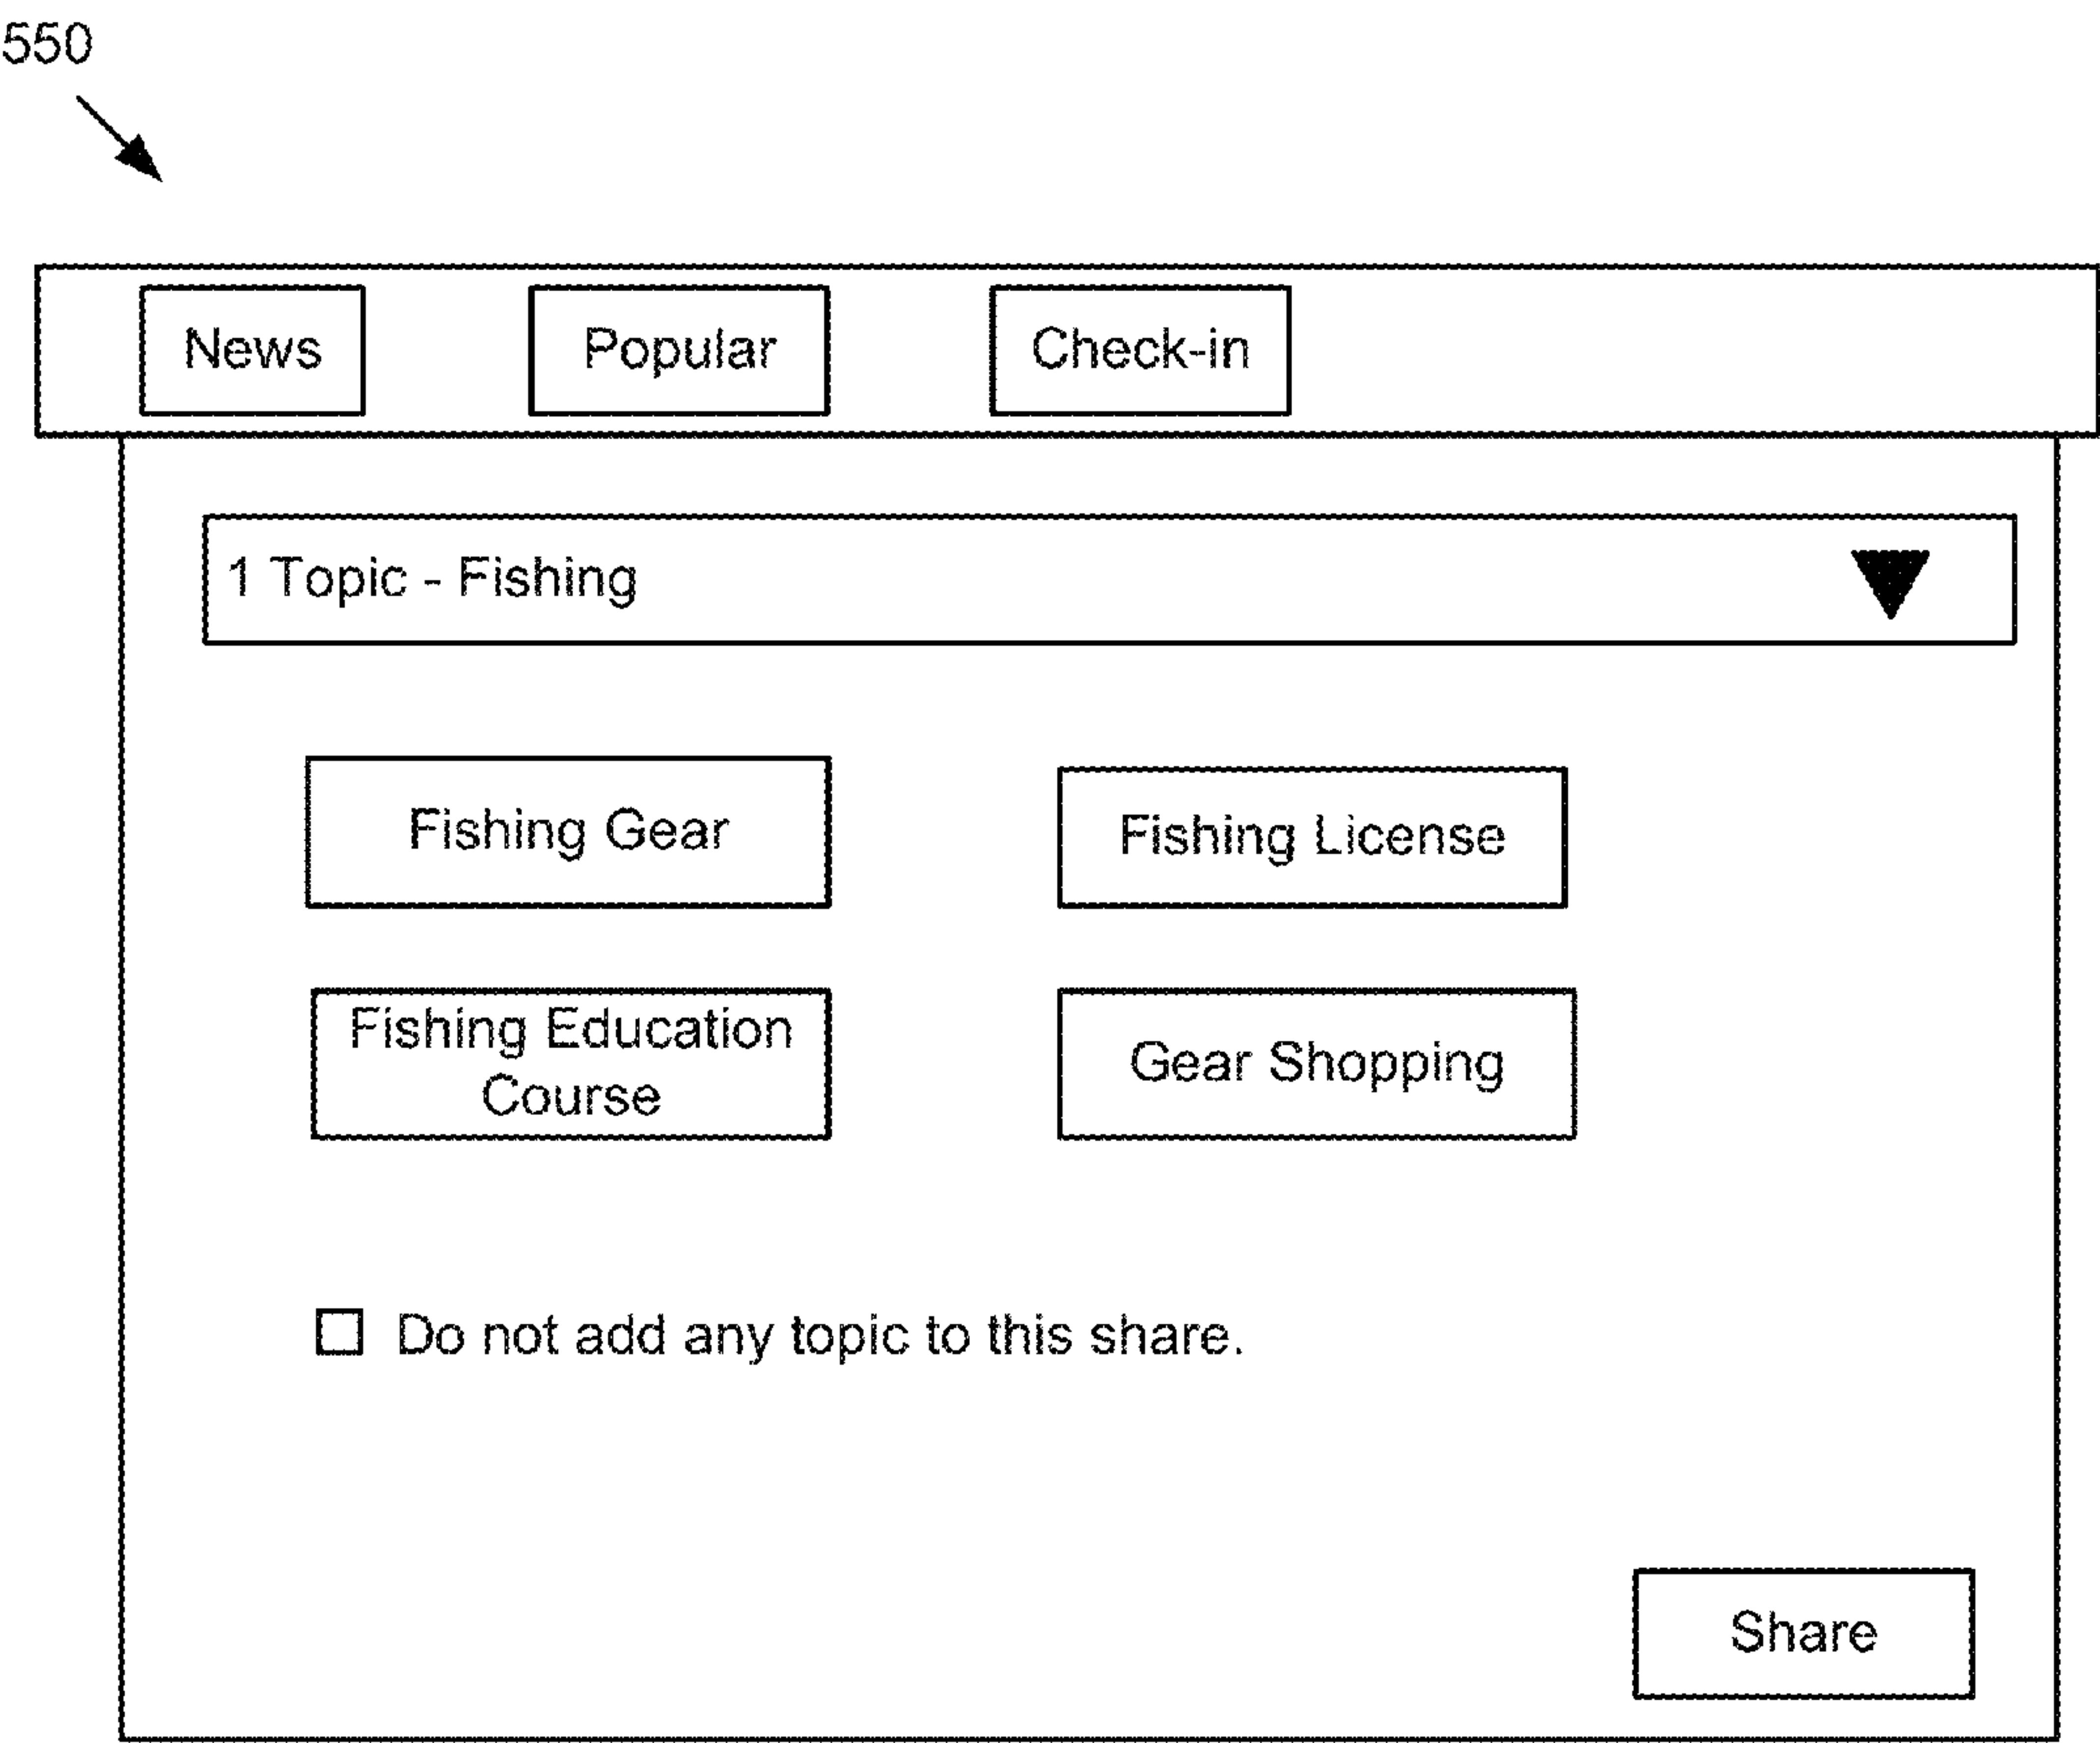 550
News
Popular
Check-in
1 Topic - Fishing
Fishing Gear
Fishing License
Fishing Education
Course
Gear Shopping
Do not add any topic to this share.
Share